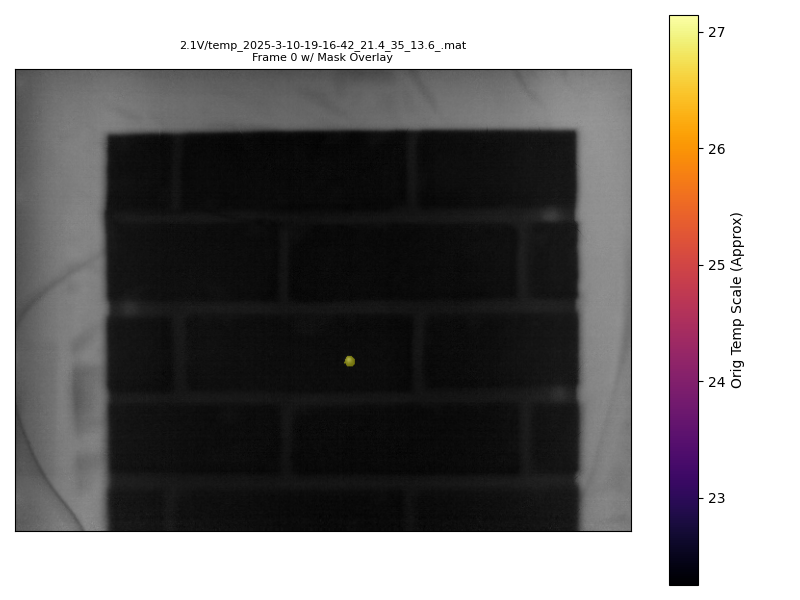 2.1V/temp_2025-3-10-19-16-42_21.4_35_13.6_.mat
Frame 0 w/ Mask Overlay
27
26
25
24
23
Orig Temp Scale (Approx)